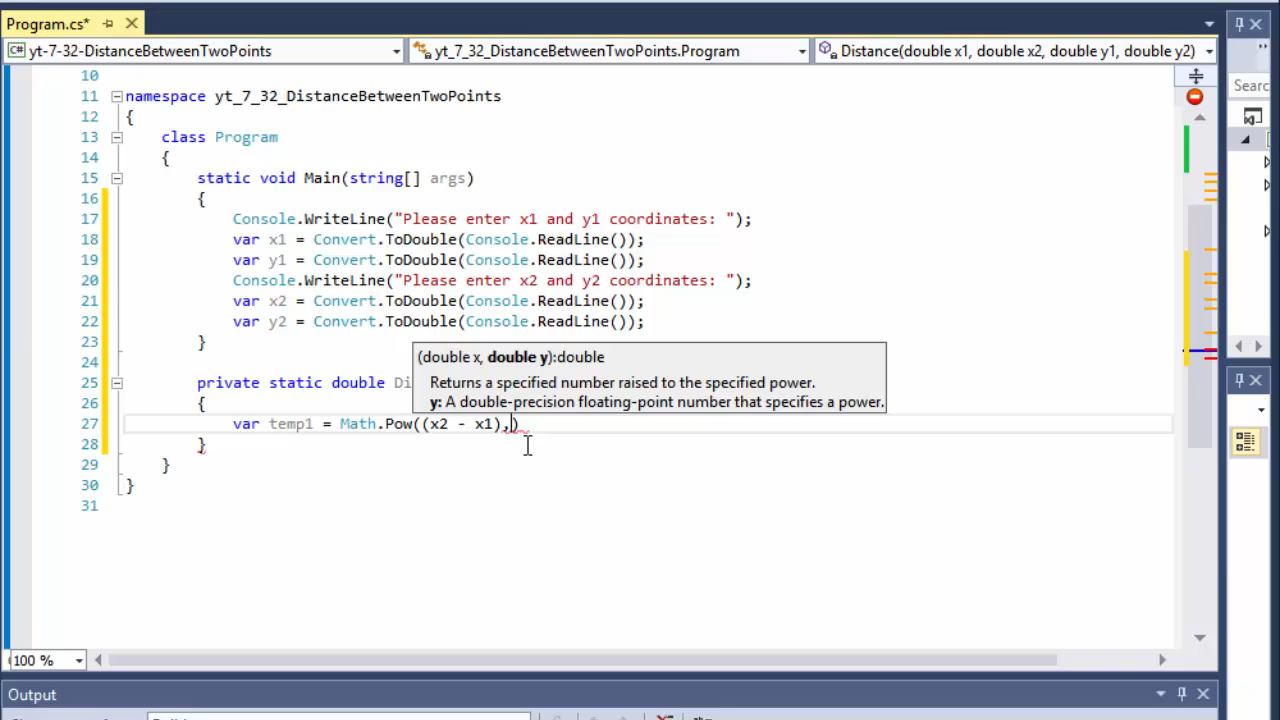 Program.cs*
yt-7-32-DistanceBetweenTwoPoints
yt_7_32_DistanceBetweenTwoPoints.Program
Distance(double x1, double x2, double y1, double y2)
10
11 namespace yt_7_32_DistanceBetweenTwoPoints
12 {
13 class Program
14 {
15 static void Main(string[] args)
16 {
17 Console.WriteLine("Please enter x1 and y1 coordinates: ");
18 var x1 = Convert.ToDouble(Console.ReadLine());
19 var y1 = Convert.ToDouble(Console.ReadLine());
20 Console.WriteLine("Please enter x2 and y2 coordinates: ");
21 var x2 = Convert.ToDouble(Console.ReadLine());
22 var y2 = Convert.ToDouble(Console.ReadLine());
23 }
24
(double x, double y):double
Returns a specified number raised to the specified power.
y: A double-precision floating-point number that specifies a power.
25 private static double Di
26 {
27 var temp1 = Math.Pow((x2 - x1),)
28 }
29 }
30 }
31
100 %
Output
Searc